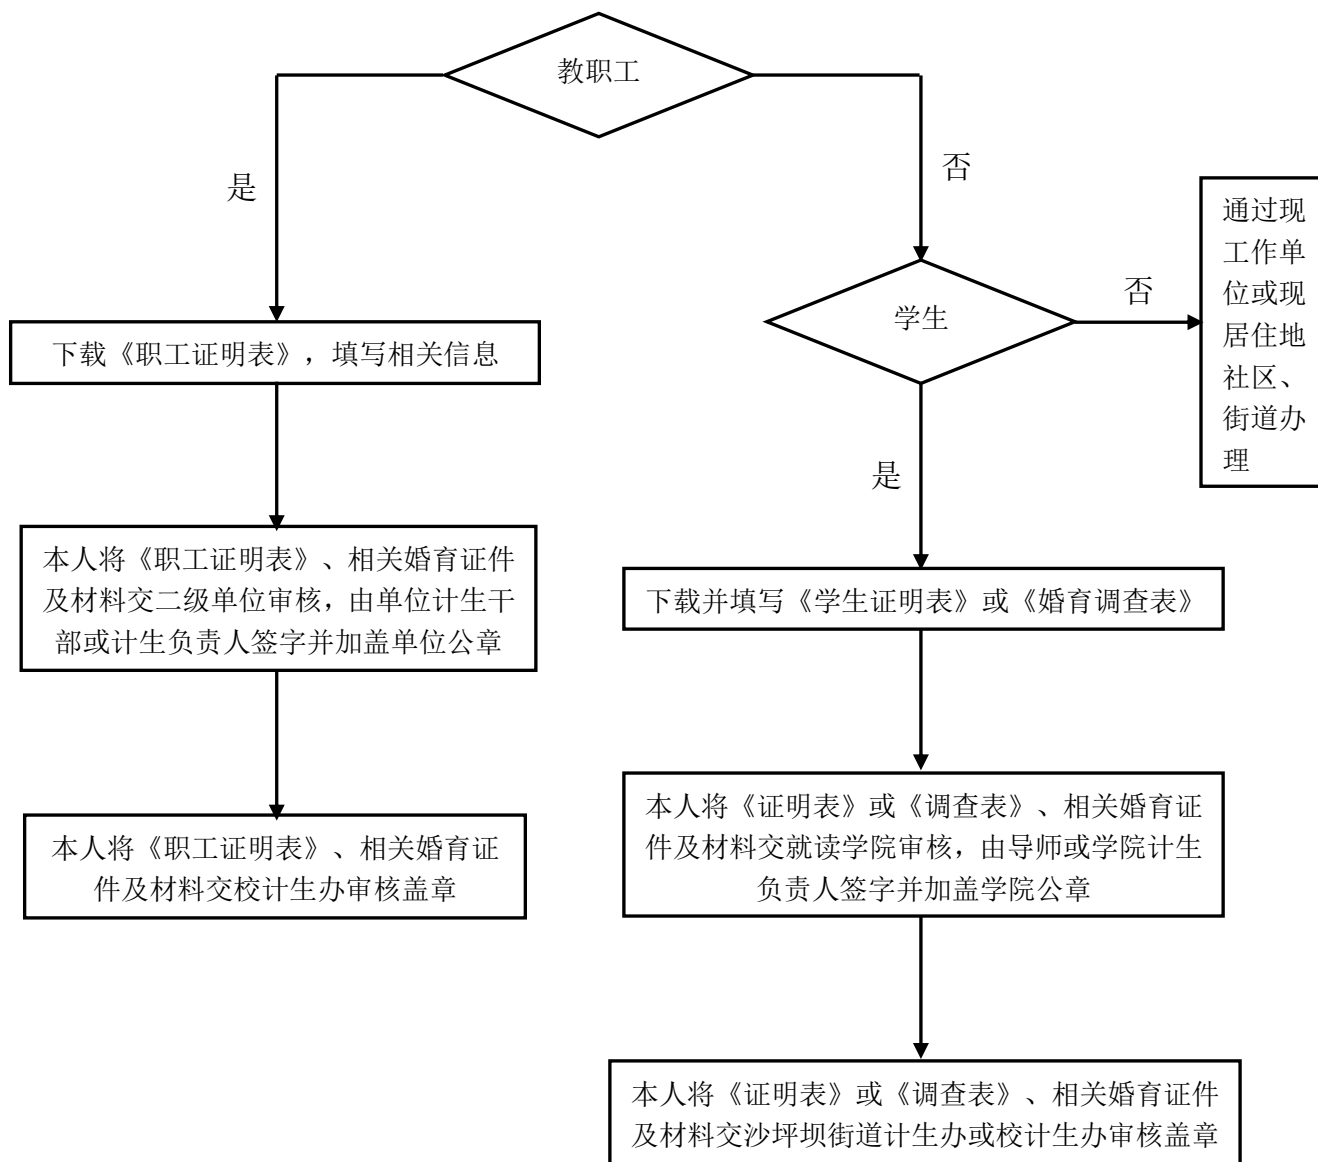 教职工
是
否
下载《职工证明表》，填写相关信息
本人将《职工证明表》、相关婚育证件
及材料交二级单位审核，由单位计生干
部或计生负责人签字并加盖单位公章
本人将《职工证明表》、相关婚育证
件及材料交校计生办审核盖章
学生
否
通过现
工作单
位或现
居住地
社区、
街道办
理
是
下载并填写《学生证明表》或《婚育调查表》
本人将《证明表》或《调查表》、相关婚育证
件及材料交就读学院审核，由导师或学院计生
负责人签字并加盖学院公章
本人将《证明表》或《调查表》、相关婚育证件
及材料交沙坪坝街道计生办或校计生办审核盖章